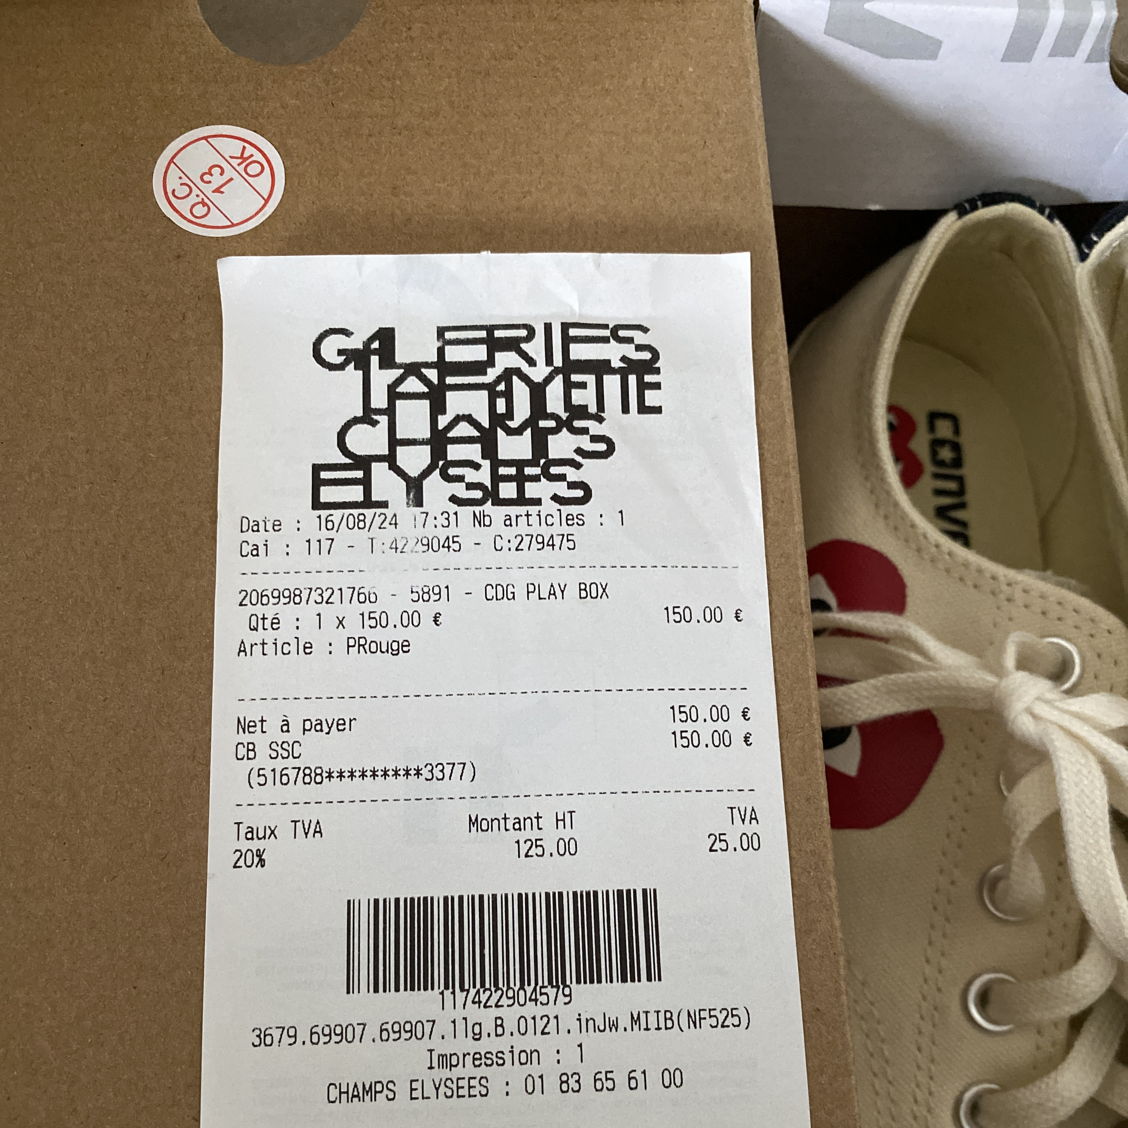 Q.C.
13
OK
GALERIES
LAFAYETTE
CHAMPS
ELYSEES
Date : 16/08/24 17:31 Nb articles : 1
Cai : 117 - T:4229045 - C:279475
2069987321766 - 5891 - CDG PLAY BOX
Qté : 1 x 150.00 € 150.00 €
Article : PRouge
Net à payer 150.00 €
CB SSC 150.00 €
(516788*********3377)
Taux TVA Montant HT TVA
20% 125.00 25.00
117422904579
3679.69907.69907.11g.B.0121.inJw.MIIB(NF525)
Impression : 1
CHAMPS ELYSEES : 01 83 65 61 00
CONV